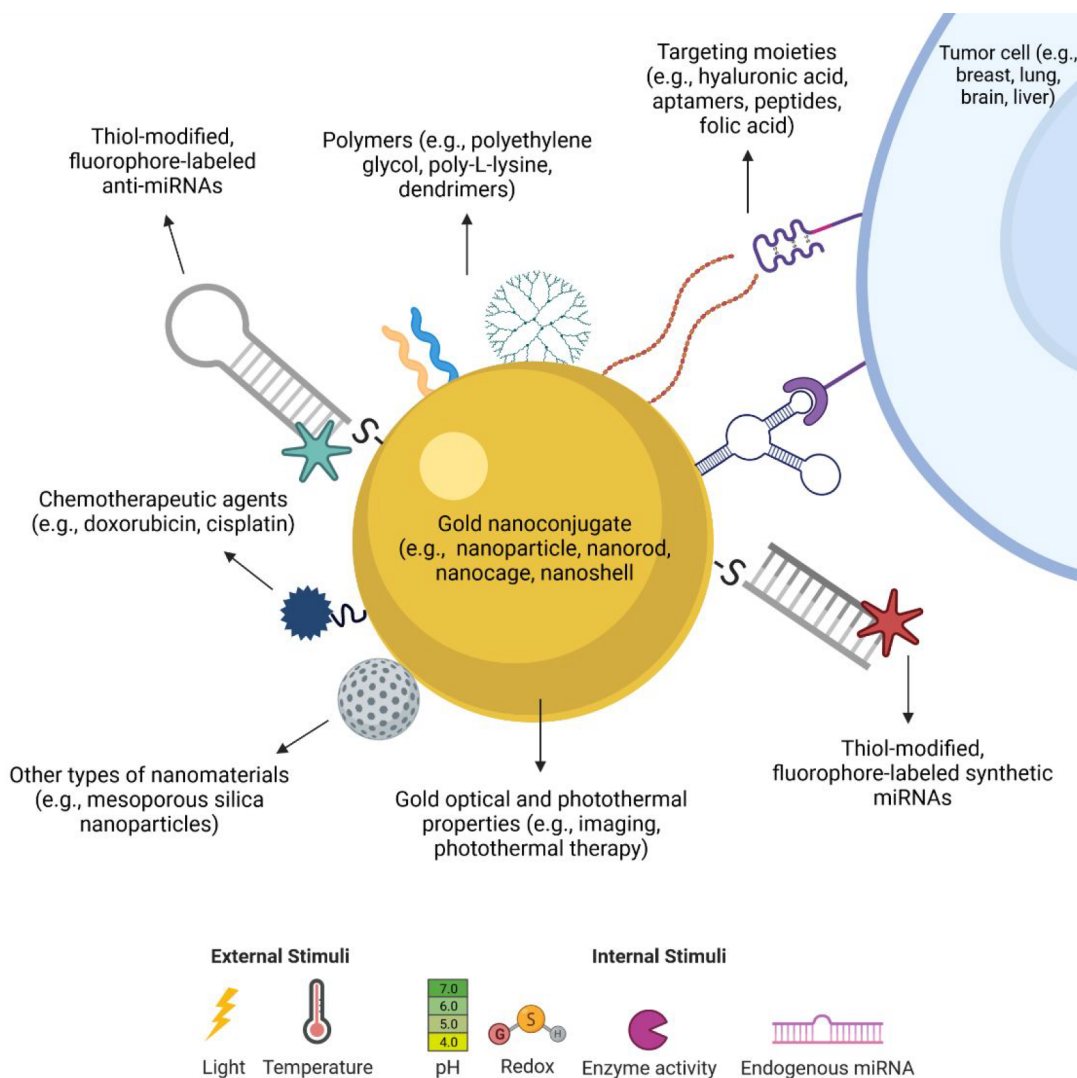 Targeting moieties
(e.g., hyaluronic acid,
aptamers, peptides,
folic acid)
Tumor cell (e.g.,
breast, lung,
brain, liver)
Thiol-modified,
fluorophore-labeled
anti-miRNAs
Polymers (e.g., polyethylene
glycol, poly-L-lysine,
dendrimers)
S-
Chemotherapeutic agents
(e.g., doxorubicin, cisplatin)
Gold nanoconjugate
(e.g., nanoparticle, nanorod,
nanocage, nanoshell
-S
Other types of nanomaterials
(e.g., mesoporous silica
nanoparticles)
Gold optical and photothermal
properties (e.g., imaging,
photothermal therapy)
Thiol-modified,
fluorophore-labeled synthetic
miRNAs
External Stimuli
Internal Stimuli
7.0
6.0
5.0
4.0
G S H
Light
Temperature
pH
Redox
Enzyme activity
Endogenous miRNA